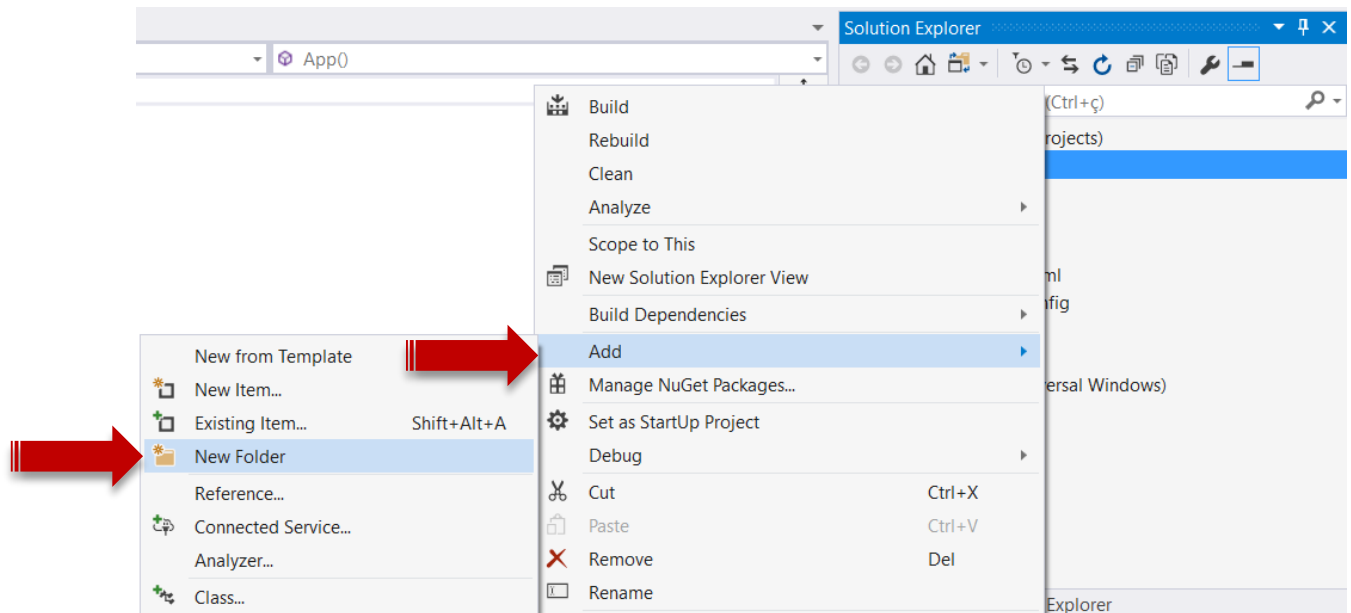 Solution Explorer
App()
(Ctrl+ç)
rojects)
ml
nfig
ersal Windows)
Explorer
Build
Rebuild
Clean
Analyze
Scope to This
New Solution Explorer View
Build Dependencies
Add
Manage NuGet Packages...
Set as StartUp Project
Debug
Cut Ctrl+X
Paste Ctrl+V
Remove Del
Rename
New from Template
New Item...
Existing Item... Shift+Alt+A
New Folder
Reference...
Connected Service...
Analyzer...
Class...